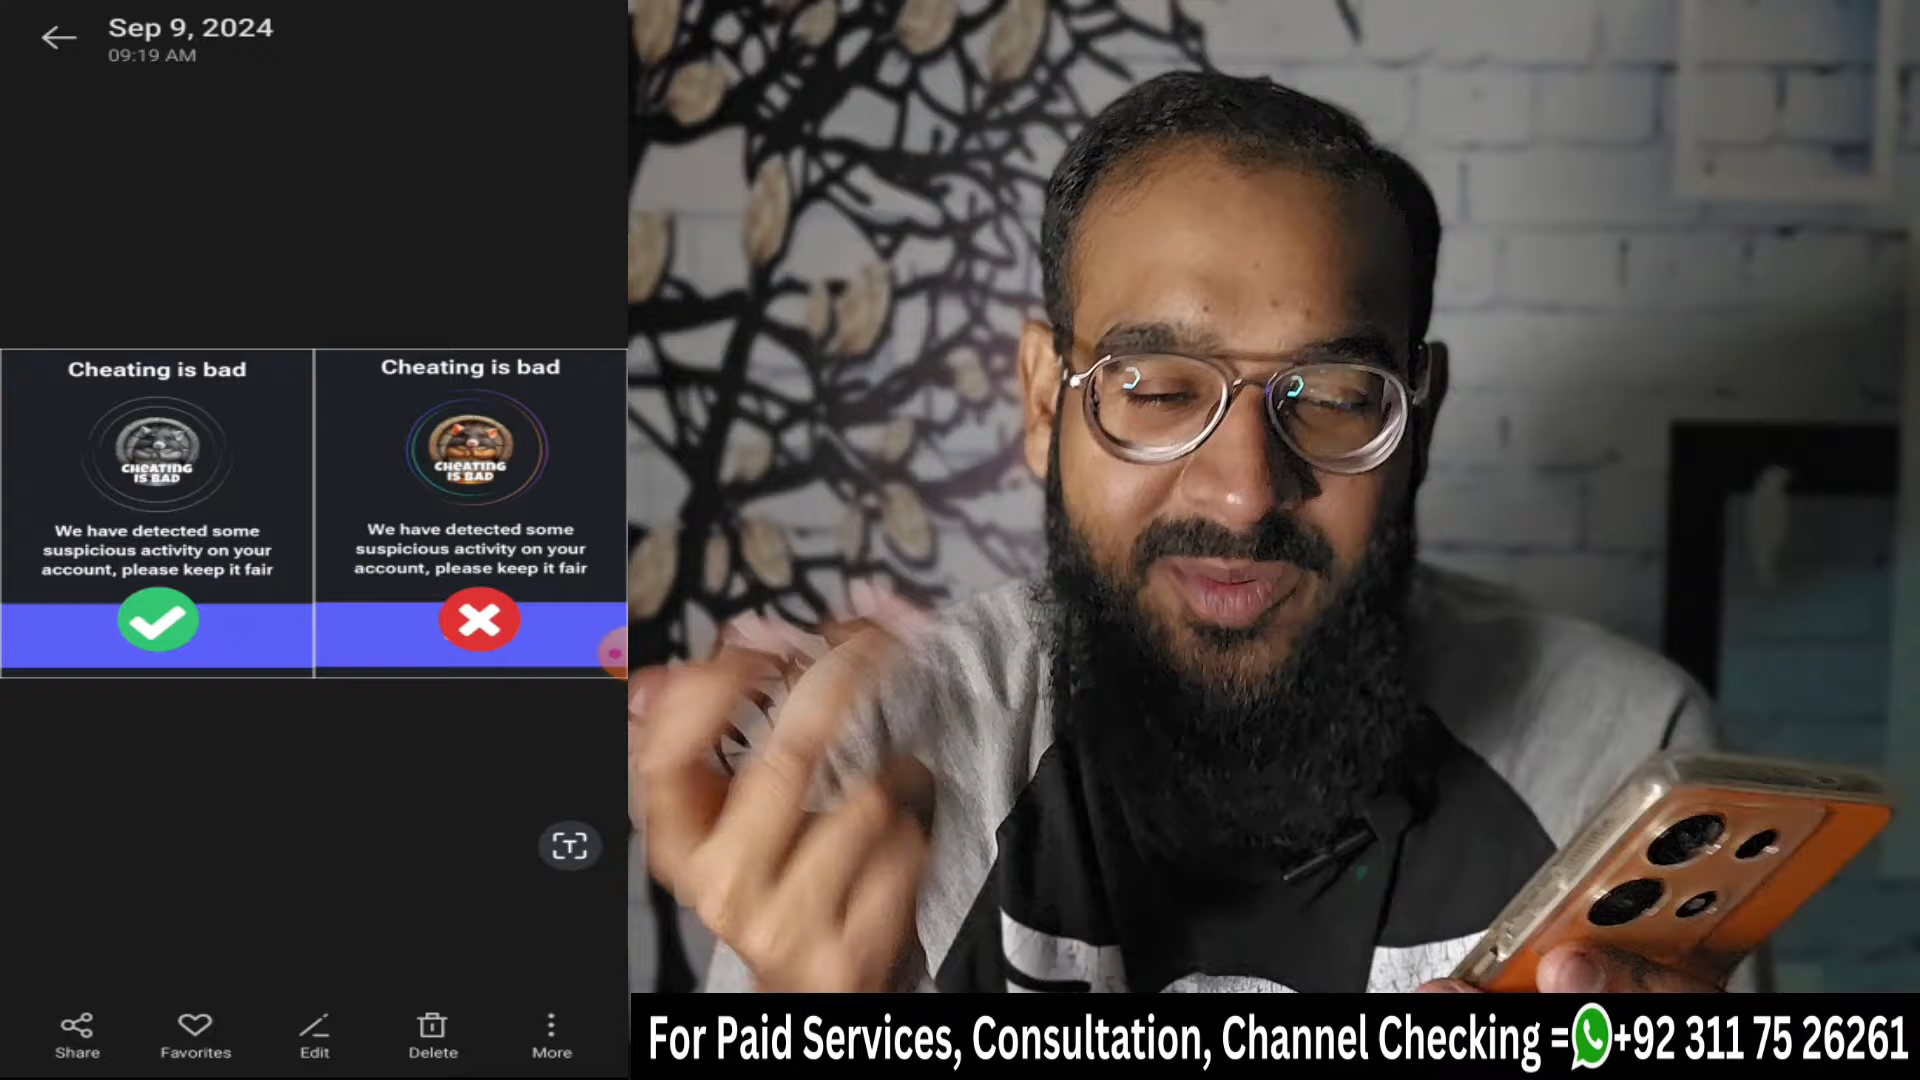 Sep 9, 2024
09:19 AM
Cheating is bad
CHEATING
IS BAD
We have detected some
suspicious activity on your
account, please keep it fair
Cheating is bad
CHEATING
IS BAD
We have detected some
suspicious activity on your
account, please keep it fair
T
Share
Favorites
Edit
Delete
More
For Paid Services, Consultation, Channel Checking = +92 311 75 26261